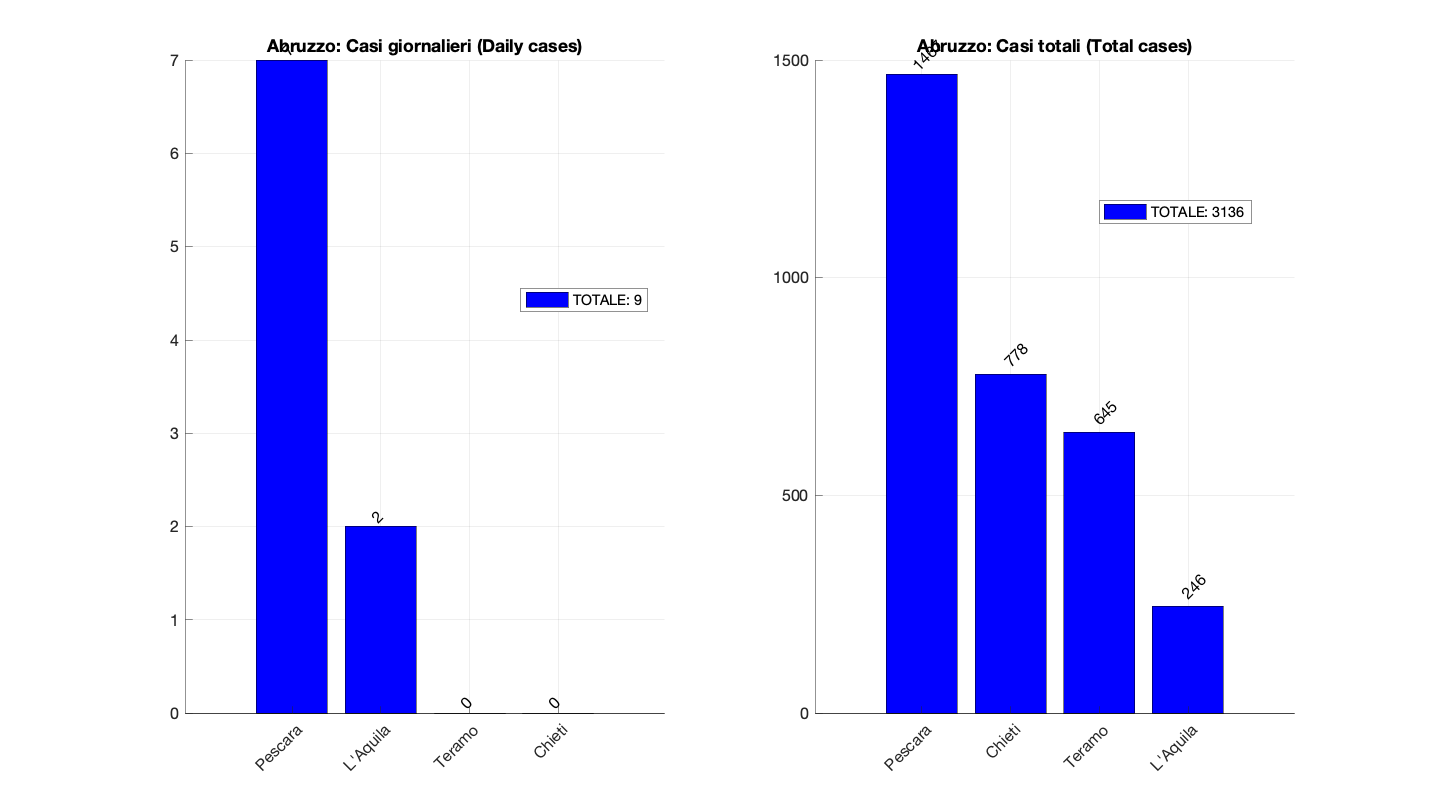 Abruzzo: Casi giornalieri (Daily cases)
7
7
6
5
4
3
2
1
0
2
0
0
TOTALE: 9
Pescara
L'Aquila
Teramo
Chieti
Abruzzo: Casi totali (Total cases)
1500
1000
500
0
778
645
246
TOTALE: 3136
Pescara
Chieti
Teramo
L'Aquila